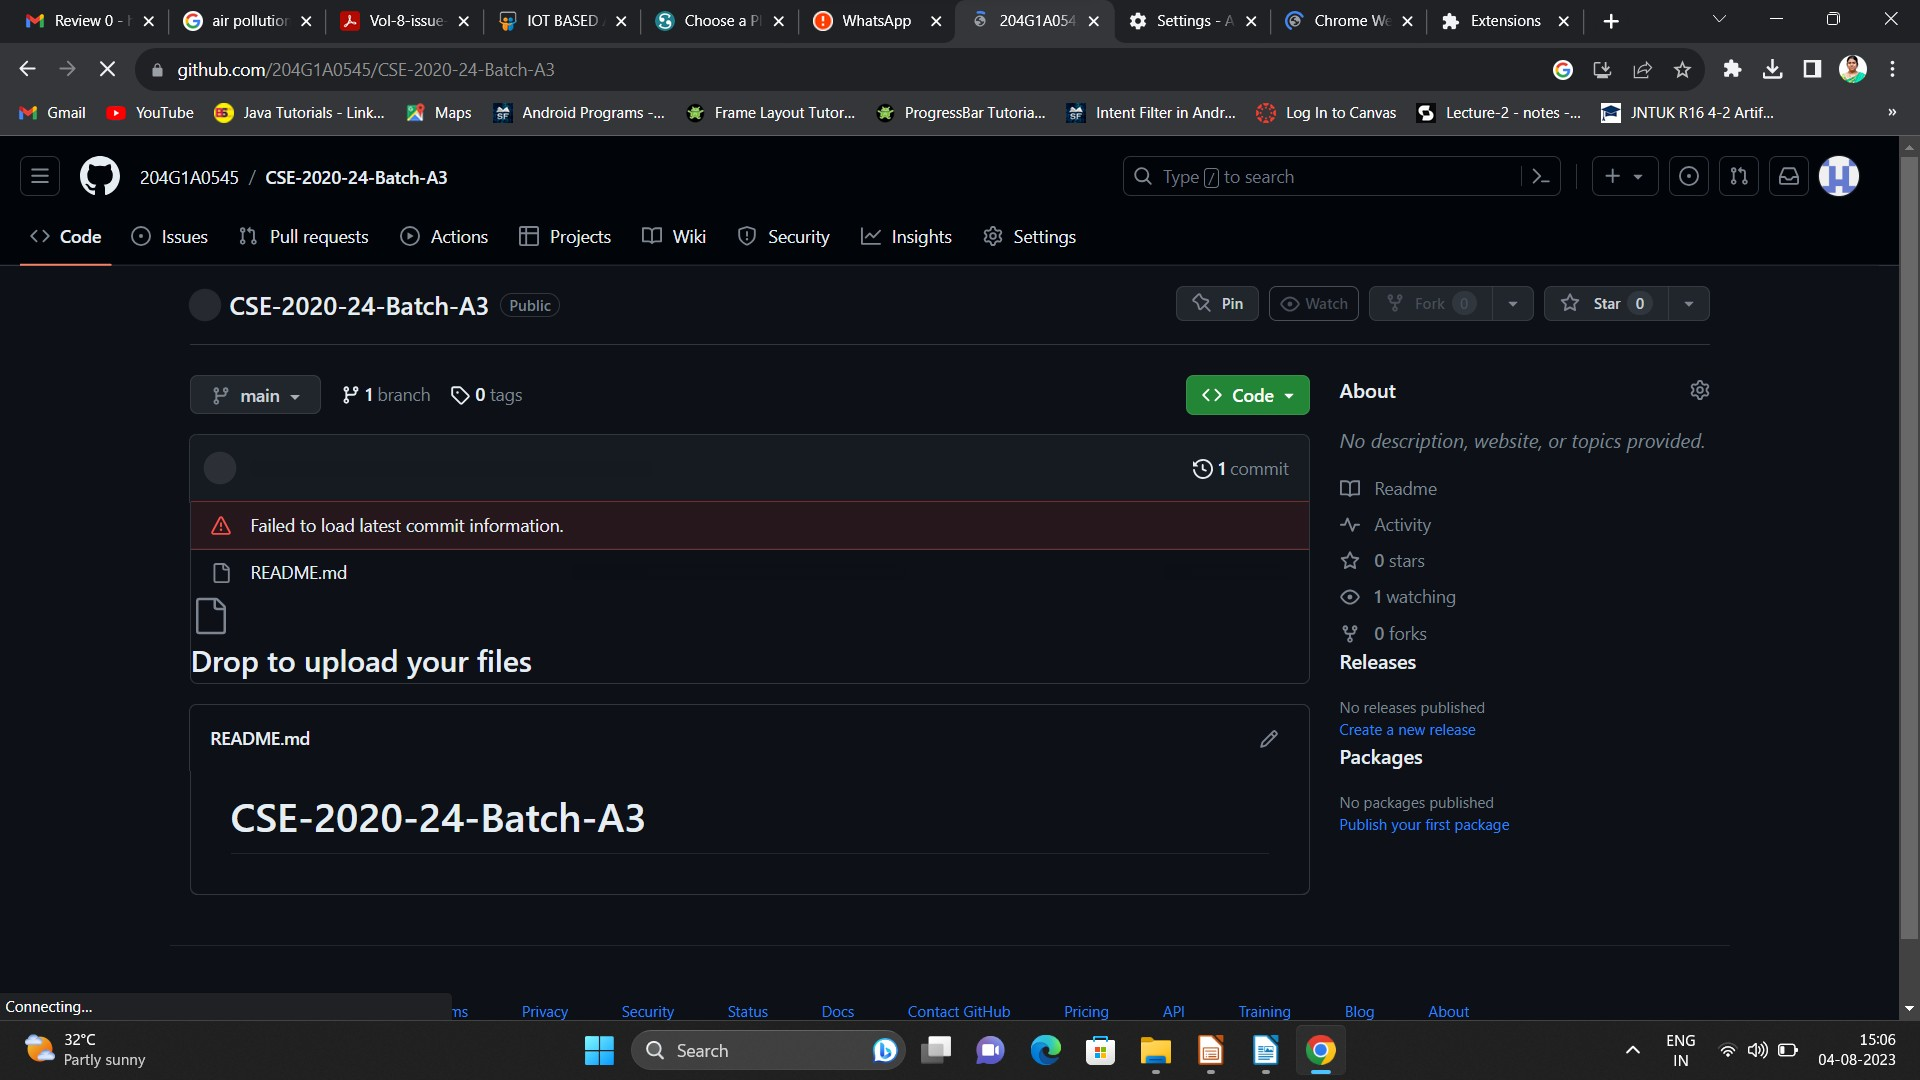 Review 0 - h
air pollution
Vol-8-issue-
IOT BASED
Choose a Pl
WhatsApp
204G1A054
Settings - A
Chrome We
Extensions
github.com/204G1A0545/CSE-2020-24-Batch-A3
Gmail
YouTube
Java Tutorials - Link...
Maps
Android Programs -...
Frame Layout Tutor...
ProgressBar Tutoria...
Intent Filter in Andr...
Log In to Canvas
Lecture-2 - notes -...
JNTUK R16 4-2 Artif...
»
204G1A0545 / CSE-2020-24-Batch-A3
Type / to search
Code
Issues
Pull requests
Actions
Projects
Wiki
Security
Insights
Settings
CSE-2020-24-Batch-A3
Public
Pin
Watch
Fork 0
Star 0
main
1 branch
0 tags
Code
1 commit
Failed to load latest commit information.
README.md
Drop to upload your files
README.md
CSE-2020-24-Batch-A3
About
No description, website, or topics provided.
Readme
Activity
0 stars
1 watching
0 forks
Releases
No releases published
Create a new release
Packages
No packages published
Publish your first package
Connecting...
ms
Privacy
Security
Status
Docs
Contact GitHub
Pricing
API
Training
Blog
About
32°C
Partly sunny
Search
ENG
IN
15:06
04-08-2023